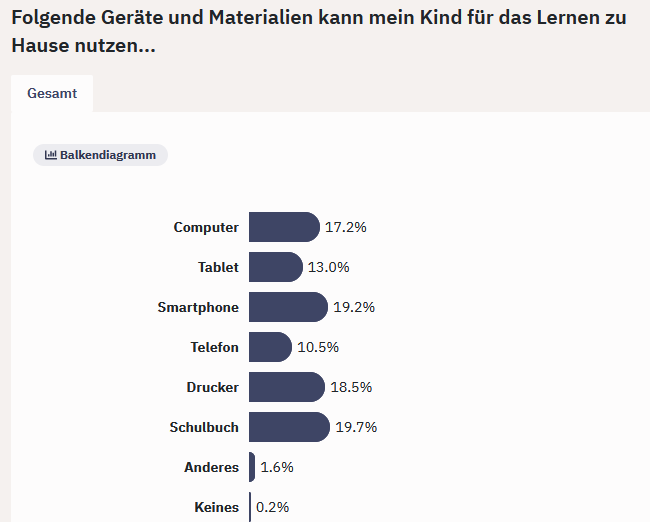 Folgende Geräte und Materialien kann mein Kind für das Lernen zu
Hause nutzen...
Gesamt
Balkendiagramm
Computer 17.2%
Tablet 13.0%
Smartphone 19.2%
Telefon 10.5%
Drucker 18.5%
Schulbuch 19.7%
Anderes 1.6%
Keines 0.2%